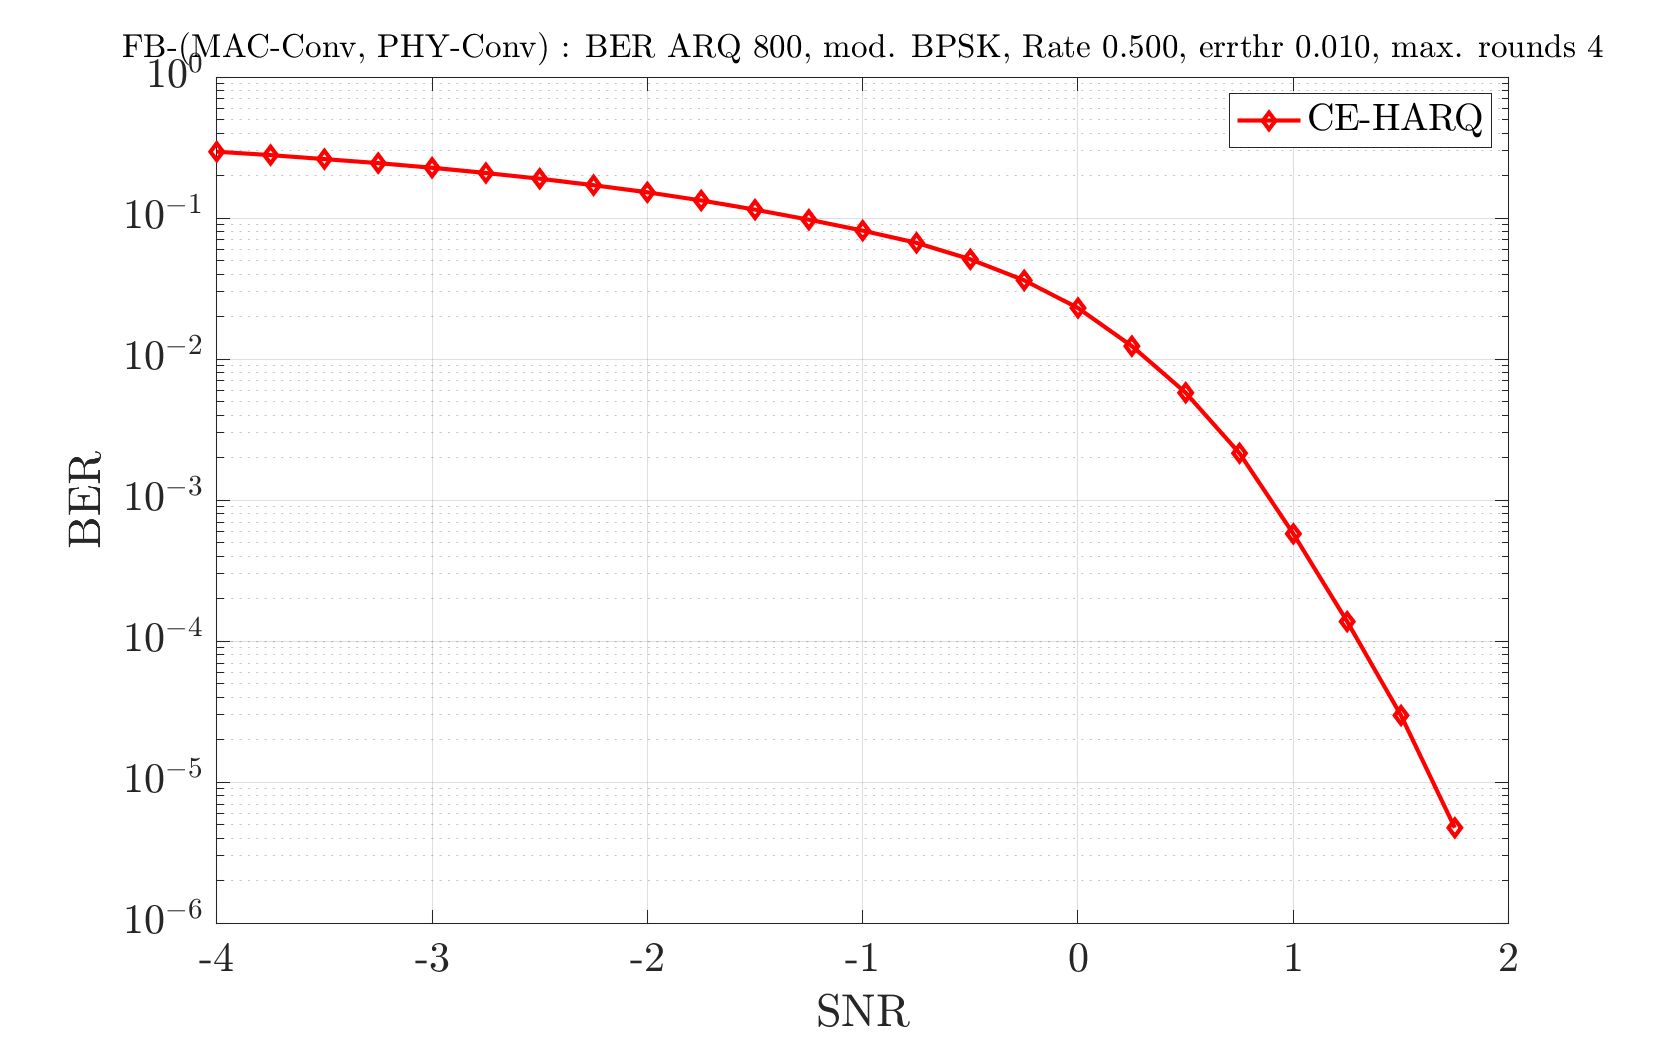 FB-(MAC-Conv, PHY-Conv) : BER ARQ 800, mod. BPSK, Rate 0.500, errthr 0.010, max. rounds 4
CE-HARQ
10⁰
10⁻¹
10⁻²
10⁻³
10⁻⁴
10⁻⁵
10⁻⁶
BER
-4 -3 -2 -1 0 1 2
SNR